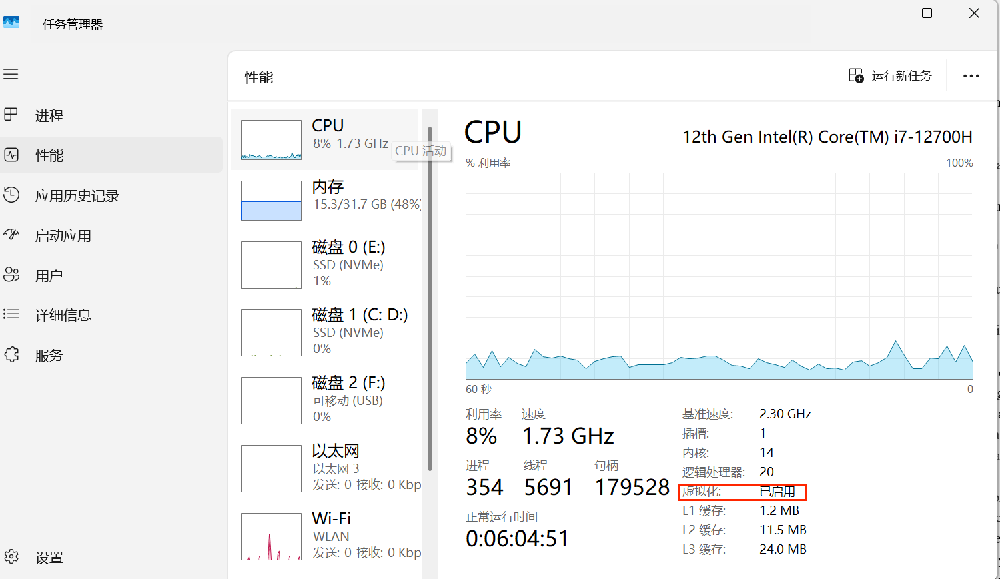 任务管理器
进程
性能
应用历史记录
启动应用
用户
详细信息
服务
设置
性能
运行新任务
CPU
8% 1.73 GHz
CPU 活动
内存
15.3/31.7 GB (48%)
磁盘 0 (E:)
SSD (NVMe)
1%
磁盘 1 (C: D:)
SSD (NVMe)
0%
磁盘 2 (F:)
可移动 (USB)
0%
以太网
以太网 3
发送: 0 接收: 0 Kbp
Wi-Fi
WLAN
发送: 0 接收: 0 Kbp
CPU
12th Gen Intel(R) Core(TM) i7-12700H
% 利用率
100%
60 秒
0
利用率 速度
8% 1.73 GHz
进程 线程 句柄
354 5691 179528
正常运行时间
0:06:04:51
基准速度: 2.30 GHz
插槽: 1
内核: 14
逻辑处理器: 20
虚拟化: 已启用
L1 缓存: 1.2 MB
L2 缓存: 11.5 MB
L3 缓存: 24.0 MB